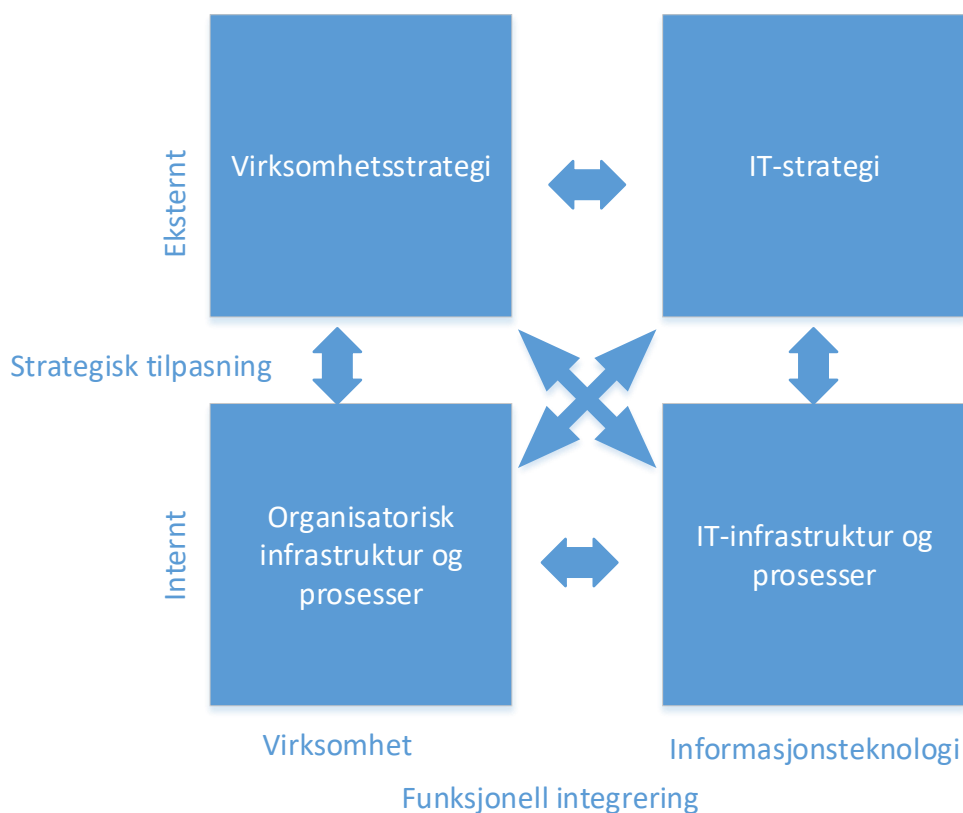 Eksternt
Virksomhetsstrategi
IT-strategi
Strategisk tilpasning
Internt
Organisatorisk
infrastruktur og
prosesser
IT-infrastruktur og
prosesser
Virksomhet
Informasjonsteknologi
Funksjonell integrering